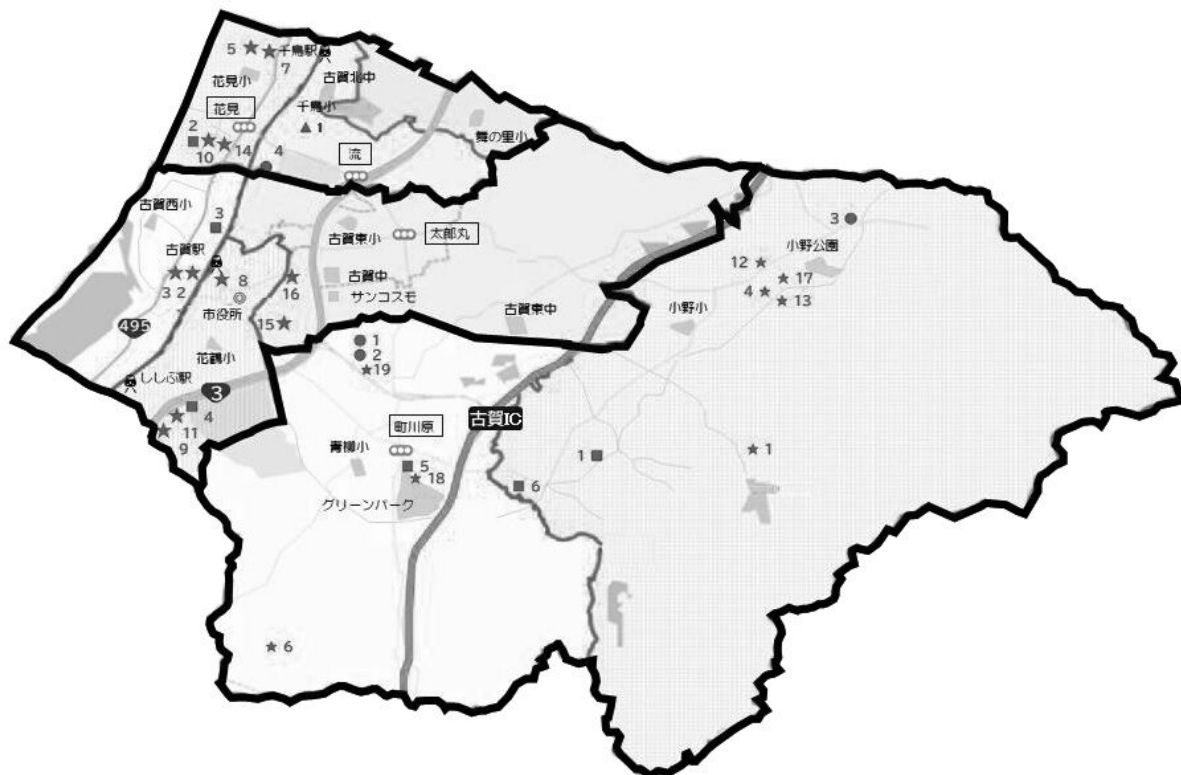 5
7
千鳥駅
古賀北中
花見小
花見
千鳥小
1
2
10
14
4
流
舞の里小
古賀西小
3
古賀駅
古賀東小
太郎丸
3
2
8
16
古賀中
サンコスモ
市役所
15
495
古賀東中
小野小
3
小野公園
12
17
4
13
花鶴小
ししぶ駅
3
4
11
9
1
2
19
古賀IC
町川原
青柳小
5
18
グリーンパーク
1
6
1
6